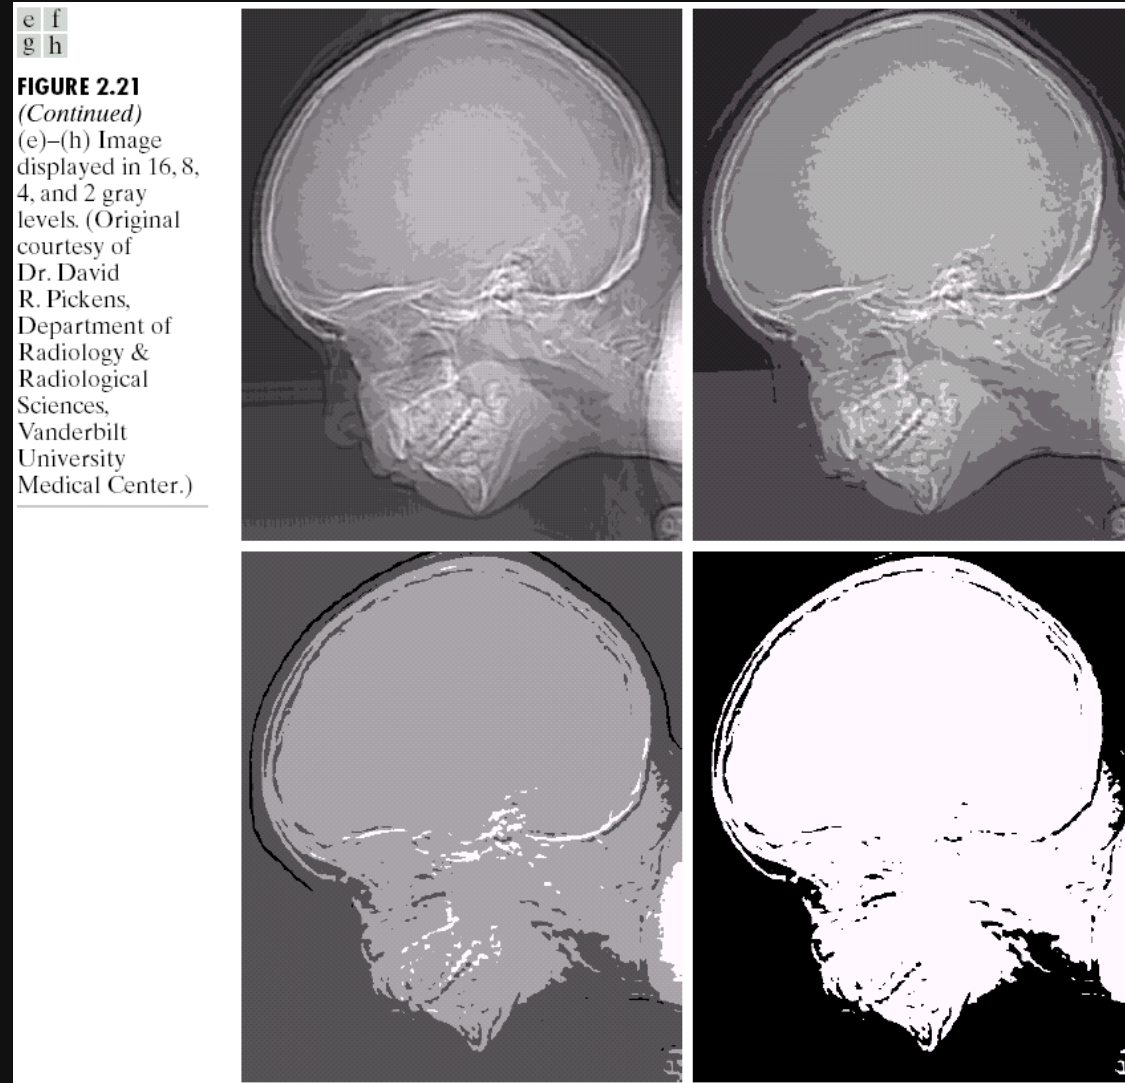 e f
g h
FIGURE 2.21
(Continued)
(e)–(h) Image
displayed in 16, 8,
4, and 2 gray
levels. (Original
courtesy of
Dr. David
R. Pickens,
Department of
Radiology &
Radiological
Sciences,
Vanderbilt
University
Medical Center.)